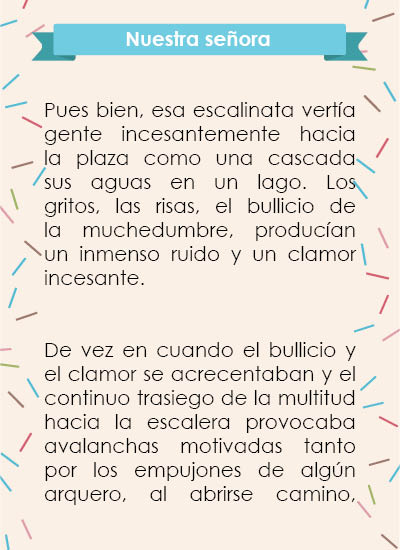 Nuestra señora
Pues bien, esa escalinata vertía
gente incesantemente hacia
la plaza como una cascada
sus aguas en un lago. Los
gritos, las risas, el bullicio de
la muchedumbre, producían
un inmenso ruido y un clamor
incesante.
De vez en cuando el bullicio y
el clamor se acrecentaban y el
continuo trasiego de la multitud
hacia la escalera provocaba
avalanchas motivadas tanto
por los empujones de algún
arquero, al abrirse camino,